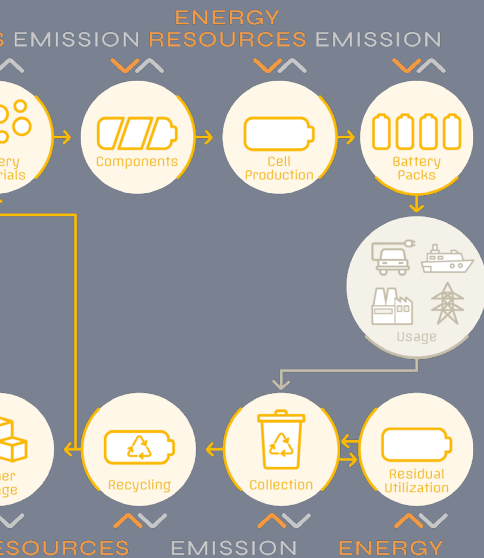 ENERGY
EMISSION RESOURCES EMISSION
Components
Cell
Production
Battery
Packs
Usage
Recycling
Collection
Residual
Utilization
EMISSION ENERGY